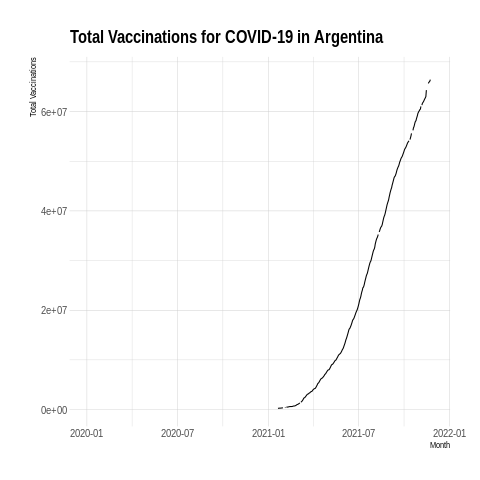 Total Vaccinations for COVID-19 in Argentina
Total Vaccinations
6e+07
4e+07
2e+07
0e+00
2020-01 2020-07 2021-01 2021-07 2022-01
Month